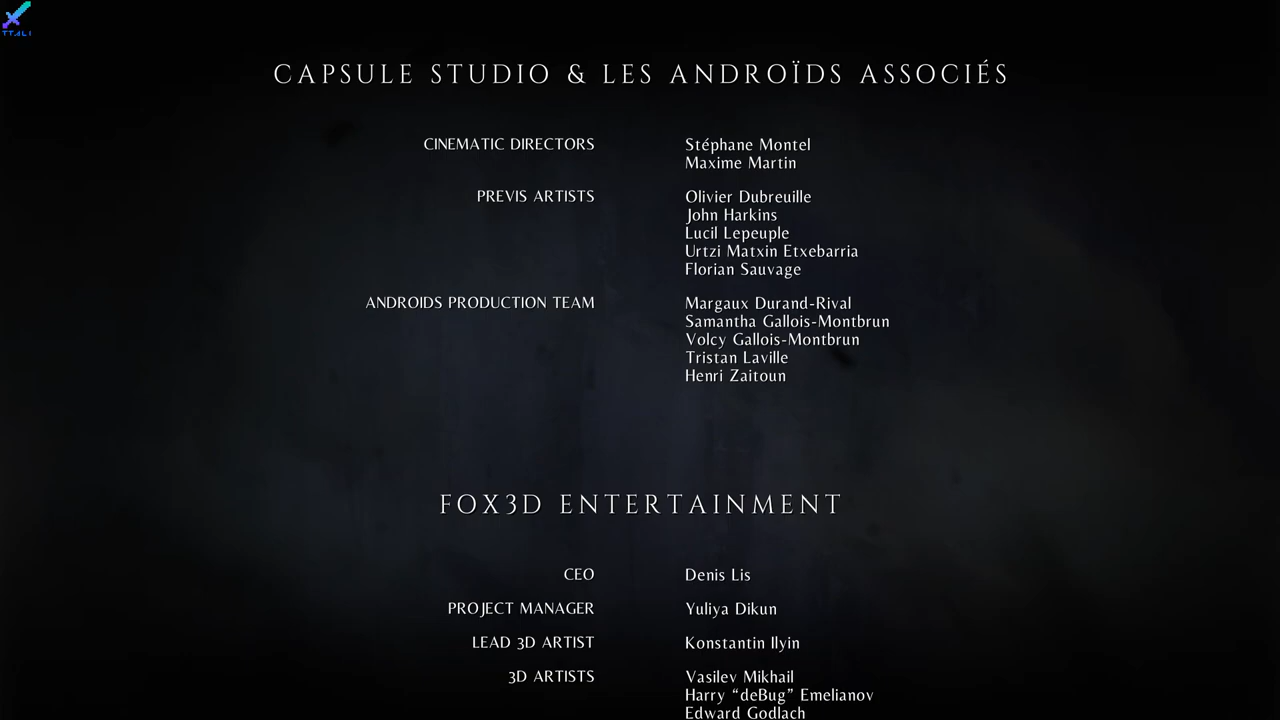 TTALI
CAPSULE STUDIO & LES ANDROÏDS ASSOCIÉS
CINEMATIC DIRECTORS Stéphane Montel
Maxime Martin
PREVIS ARTISTS Olivier Dubreuille
John Harkins
Lucil Lepeuple
Urtzi Matxin Etxebarria
Florian Sauvage
ANDROIDS PRODUCTION TEAM Margaux Durand-Rival
Samantha Gallois-Montbrun
Volcy Gallois-Montbrun
Tristan Laville
Henri Zaitoun
FOX3D ENTERTAINMENT
CEO Denis Lis
PROJECT MANAGER Yuliya Dikun
LEAD 3D ARTIST Konstantin Ilyin
3D ARTISTS Vasilev Mikhail
Harry “deBug” Emelianov
Edward Godlach